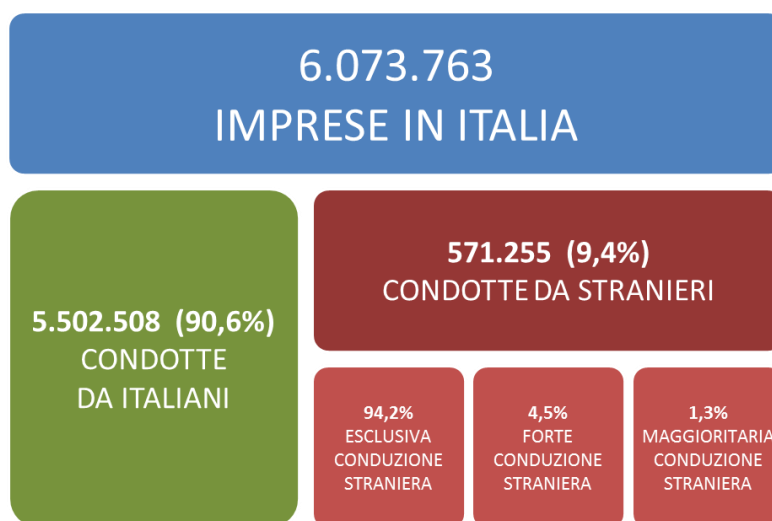 6.073.763
IMPRESE IN ITALIA
5.502.508 (90,6%)
CONDOTTE
DA ITALIANI
571.255 (9,4%)
CONDOTTE DA STRANIERI
94,2%
ESCLUSIVA
CONDUZIONE
STRANIERA
4,5%
FORTE
CONDUZIONE
STRANIERA
1,3%
MAGGIORITARIA
CONDUZIONE
STRANIERA